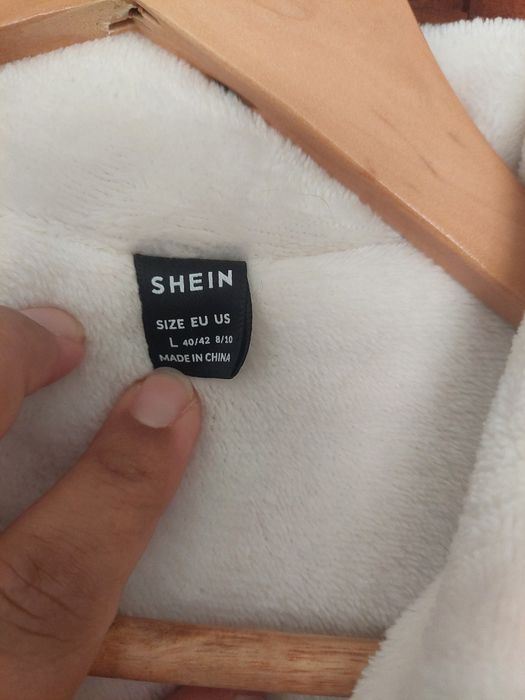 SHEIN
SIZE EU US
L 40/42 8/10
MADE IN CHINA